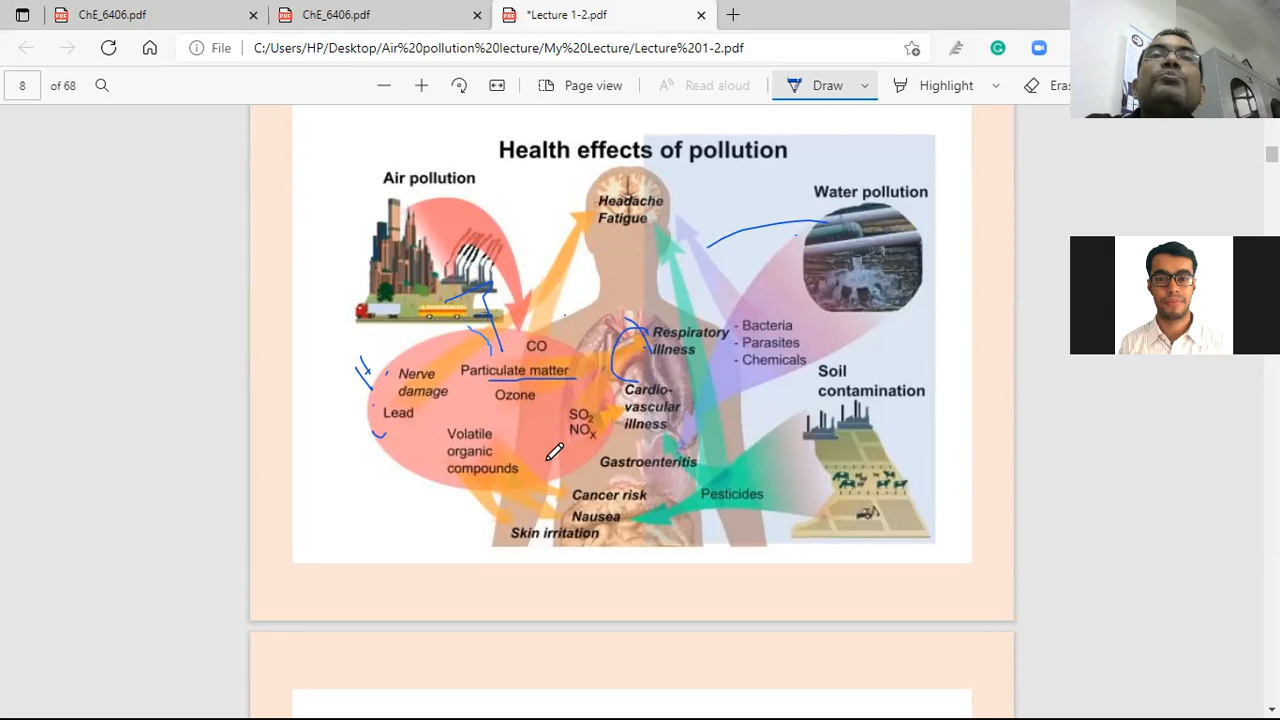 ChE_6406.pdf
ChE_6406.pdf
*Lecture 1-2.pdf
File
C:/Users/HP/Desktop/Air%20pollution%20lecture/My%20Lecture/Lecture%201-2.pdf
8 of 68
Page view
Read aloud
Draw
Highlight
Eras
Health effects of pollution
Air pollution
Water pollution
Headache
Fatigue
CO
Particulate matter
Ozone
Nerve
damage
Lead
SO2
NOx
Volatile
organic
compounds
Respiratory
illness
Cardio-
vascular
illness
Gastroenteritis
Cancer risk
Nausea
Skin irritation
- Bacteria
- Parasites
- Chemicals
Soil
contamination
Pesticides